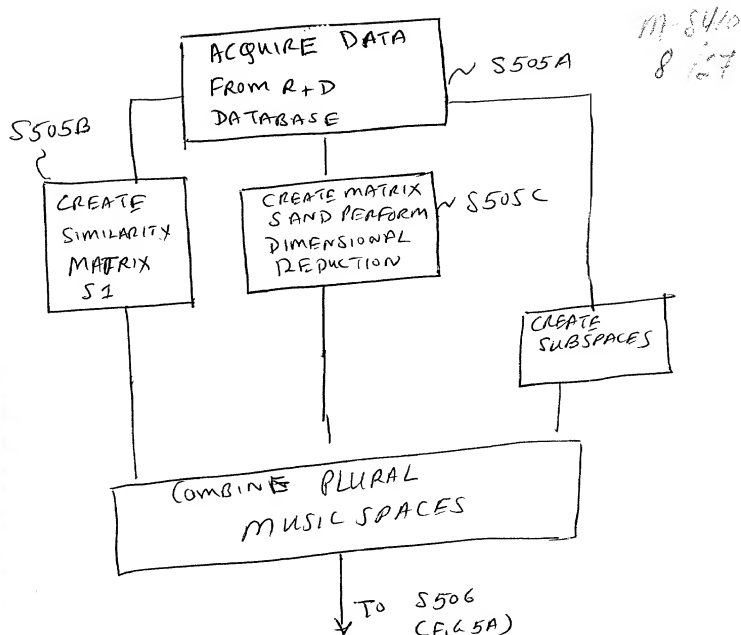 ACQUIRE DATA
FROM R+D
DATABASE
S505A
S505B
CREATE
SIMILARITY
MATRIX
S1
CREATE MATRIX
S AND PERFORM
DIMENSIONAL
REDUCTION
S505C
CREATE
SUBSPACES
COMBINE PLURAL
MUSIC SPACES
TO S506
(FIG 5A)